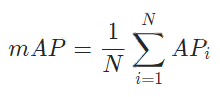 mAP = \frac{1}{N} \sum_{i=1}^{N} AP_i